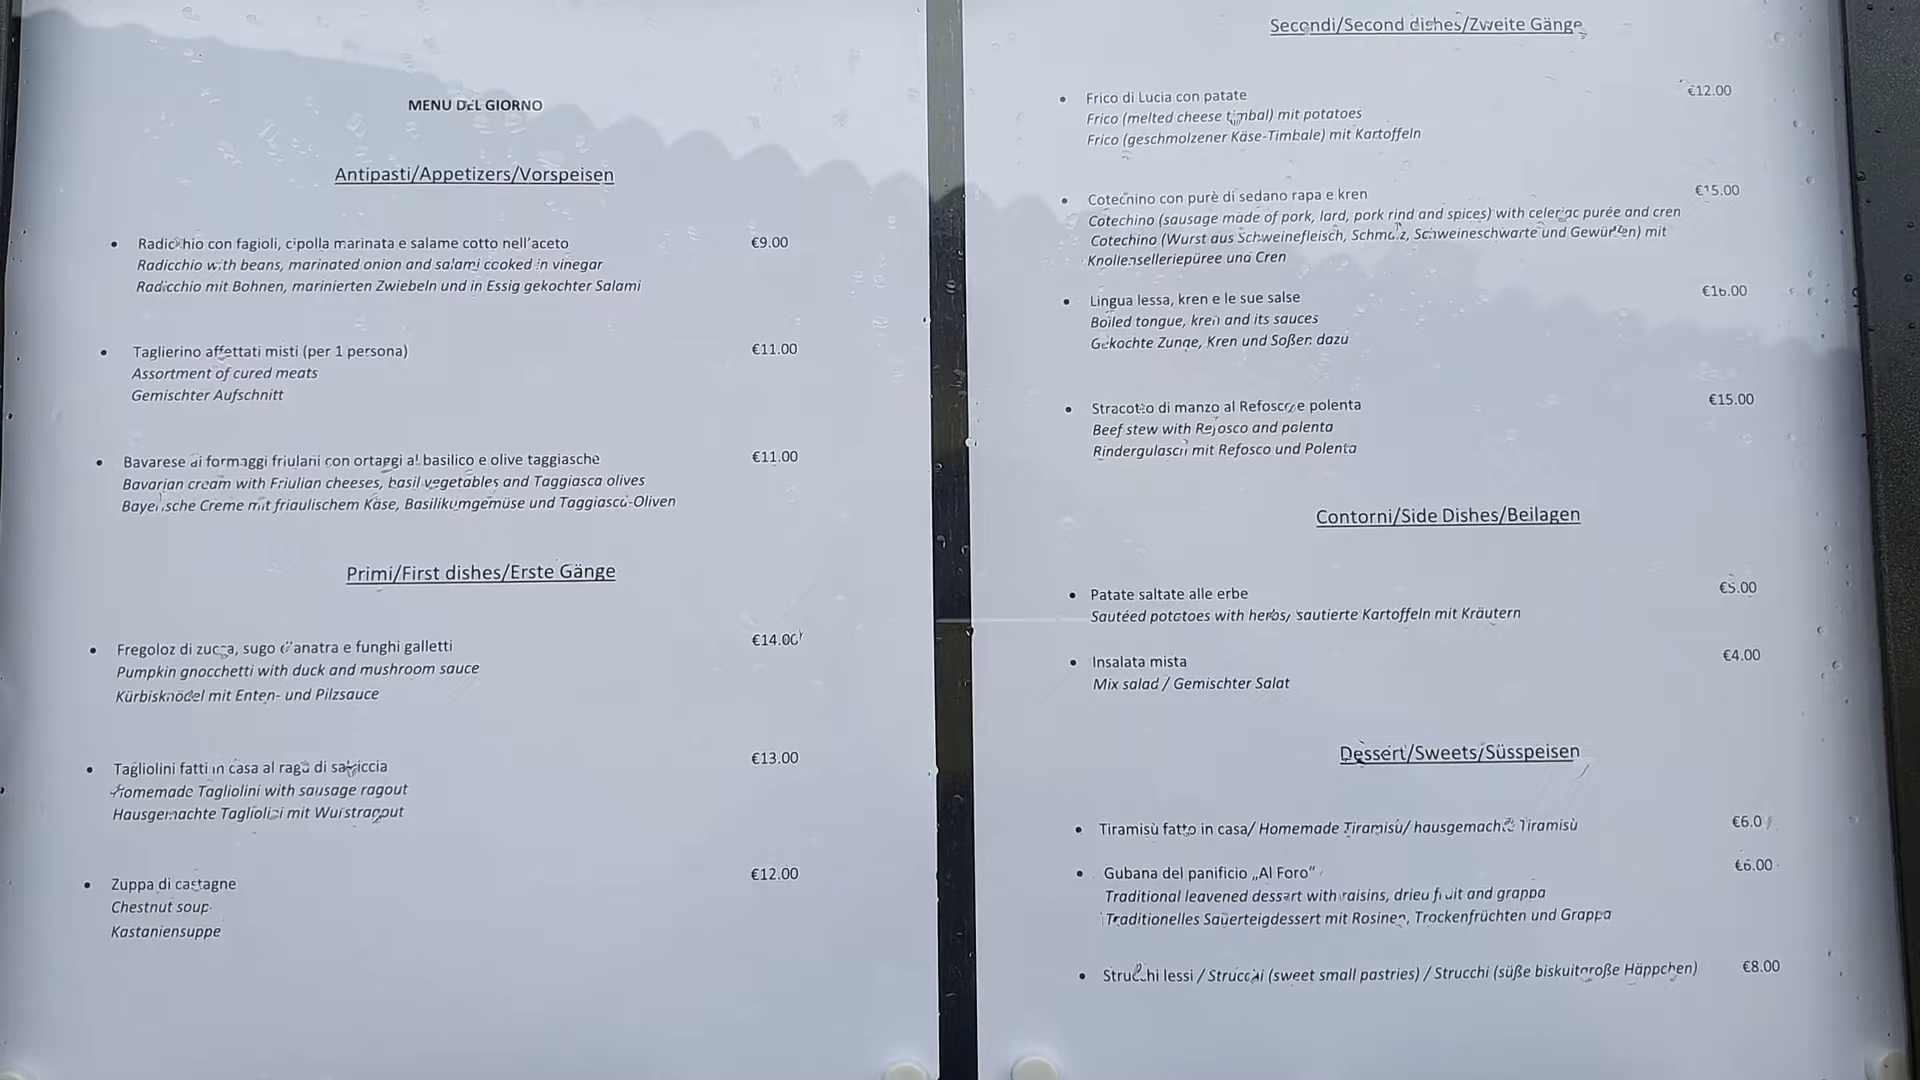 MENU DEL GIORNO
Antipasti/Appetizers/Vorspeisen
• Radicchio con fagioli, cipolla marinata e salame cotto nell'aceto €9.00
Radicchio with beans, marinated onion and salami cooked in vinegar
Radicchio mit Bohnen, marinierten Zwiebeln und in Essig gekochter Salami
• Taglierino affettati misti (per 1 persona) €11.00
Assortment of cured meats
Gemischter Aufschnitt
• Bavarese di formaggi friulani con ortaggi al basilico e olive taggiasche €11.00
Bavarian cream with Friulian cheeses, basil vegetables and Taggiasca olives
Bayerische Creme mit friaulischem Käse, Basilikumgemüse und Taggiasca-Oliven
Primi/First dishes/Erste Gänge
• Fregoloz di zucca, sugo d'anatra e funghi galletti €14.00
Pumpkin gnocchetti with duck and mushroom sauce
Kürbisknödel mit Enten- und Pilzsauce
• Tagliolini fatti in casa al ragù di salsiccia €13.00
Homemade Tagliolini with sausage ragout
Hausgemachte Tagliolini mit Wurstragout
• Zuppa di castagne €12.00
Chestnut soup
Kastaniensuppe
Secondi/Second dishes/Zweite Gänge
• Frico di Lucia con patate €12.00
Frico (melted cheese timbal) mit potatoes
Frico (geschmolzener Käse-Timbale) mit Kartoffeln
• Cotechino con purè di sedano rapa e kren €15.00
Cotechino (sausage made of pork, lard, pork rind and spices) with celeriac purée and cren
Cotechino (Wurst aus Schweinefleisch, Schmalz, Schweineschwarte und Gewürzen) mit
Knollenselleriepüree und Cren
• Lingua lessa, kren e le sue salse €16.00
Boiled tongue, kren and its sauces
Gekochte Zunge, Kren und Soßen dazu
• Stracotto di manzo al Refosco e polenta €15.00
Beef stew with Refosco and polenta
Rindergulasch mit Refosco und Polenta
Contorni/Side Dishes/Beilagen
• Patate saltate alle erbe €5.00
Sautéed potatoes with herbs/ sautierte Kartoffeln mit Kräutern
• Insalata mista €4.00
Mix salad / Gemischter Salat
Dessert/Sweets/Süsspeisen
• Tiramisù fatto in casa/ Homemade Tiramisù/ hausgemachte Tiramisù €6.0
• Gubana del panificio „Al Foro" €6.00
Traditional leavened dessert with raisins, dried fruit and grappa
Traditionelles Sauerteigdessert mit Rosinen, Trockenfrüchten und Grappa
• Strucchi lessi / Strucchi (sweet small pastries) / Strucchi (süße biskuitgroße Häppchen) €8.00